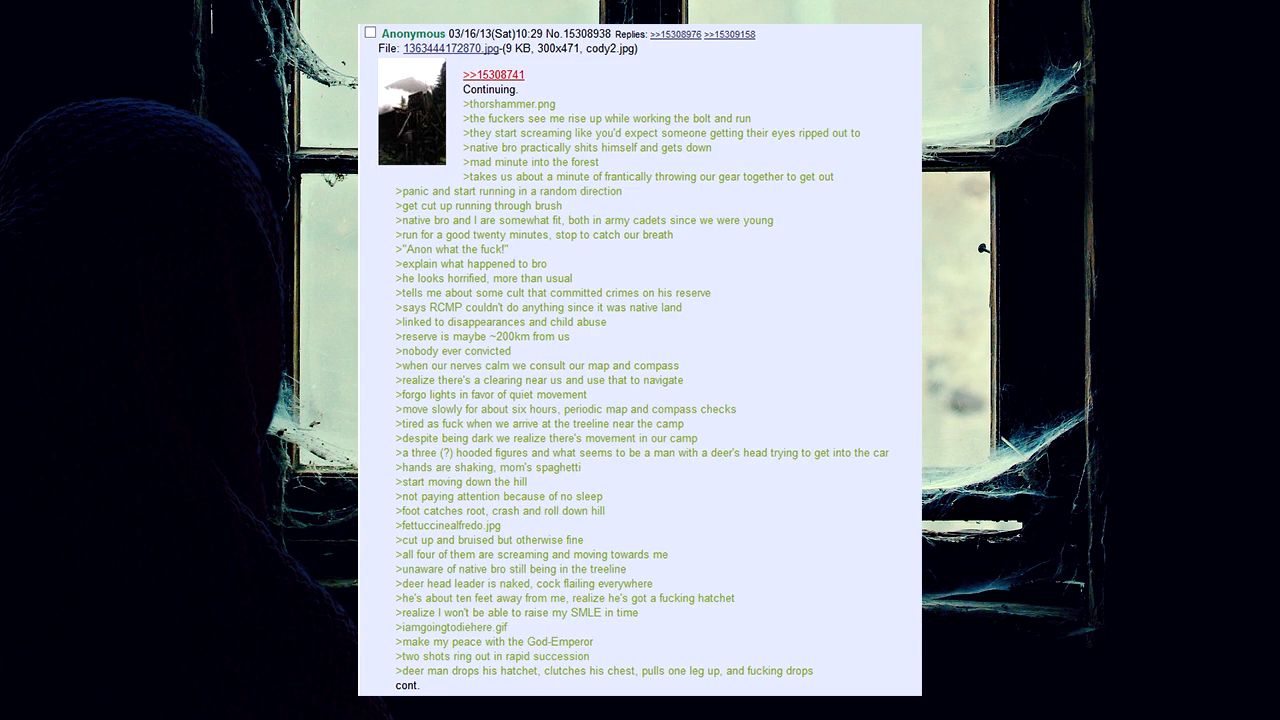 Anonymous 03/16/13(Sat)10:29 No.15308938 Replies: >>15308976 >>15309158
File: 1363444172870.jpg-(9 KB, 300x471, cody2.jpg)
>>15308741
Continuing.
>thorshammer.png
>the fuckers see me rise up while working the bolt and run
>they start screaming like you'd expect someone getting their eyes ripped out to
>native bro practically shits himself and gets down
>mad minute into the forest
>takes us about a minute of frantically throwing our gear together to get out
>panic and start running in a random direction
>get cut up running through brush
>native bro and I are somewhat fit, both in army cadets since we were young
>run for a good twenty minutes, stop to catch our breath
>"Anon what the fuck!"
>explain what happened to bro
>he looks horrified, more than usual
>tells me about some cult that committed crimes on his reserve
>says RCMP couldn't do anything since it was native land
>linked to disappearances and child abuse
>reserve is maybe ~200km from us
>nobody ever convicted
>when our nerves calm we consult our map and compass
>realize there's a clearing near us and use that to navigate
>forgo lights in favor of quiet movement
>move slowly for about six hours, periodic map and compass checks
>tired as fuck when we arrive at the treeline near the camp
>despite being dark we realize there's movement in our camp
>a three (?) hooded figures and what seems to be a man with a deer's head trying to get into the car
>hands are shaking, mom's spaghetti
>start moving down the hill
>not paying attention because of no sleep
>foot catches root, crash and roll down hill
>fettuccinealfredo.jpg
>cut up and bruised but otherwise fine
>all four of them are screaming and moving towards me
>unaware of native bro still being in the treeline
>deer head leader is naked, cock flailing everywhere
>he's about ten feet away from me, realize he's got a fucking hatchet
>realize I won't be able to raise my SMLE in time
>iamgoingtodiehere.gif
>make my peace with the God-Emperor
>two shots ring out in rapid succession
>deer man drops his hatchet, clutches his chest, pulls one leg up, and fucking drops
cont.